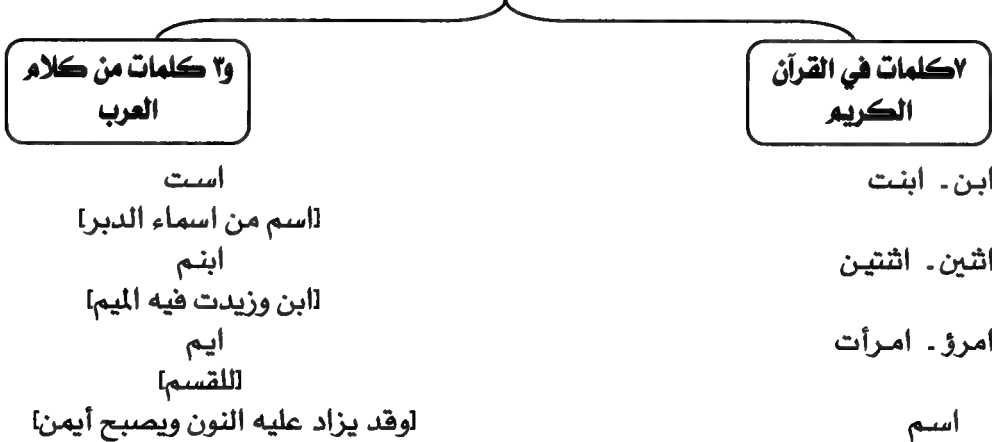 ٧كلمات في القرآن
الكريم
ابن ـ ابنت
اثنين ـ اثنتين
امرؤ ـ امرأت
اسم
و٣ كلمات من كلام
العرب
است
[اسم من اسماء الدبر]
ابنم
[ابن وزيدت فيه الميم]
ايم
[للقسم]
[وقد يزاد عليه النون ويصبح أيمن]